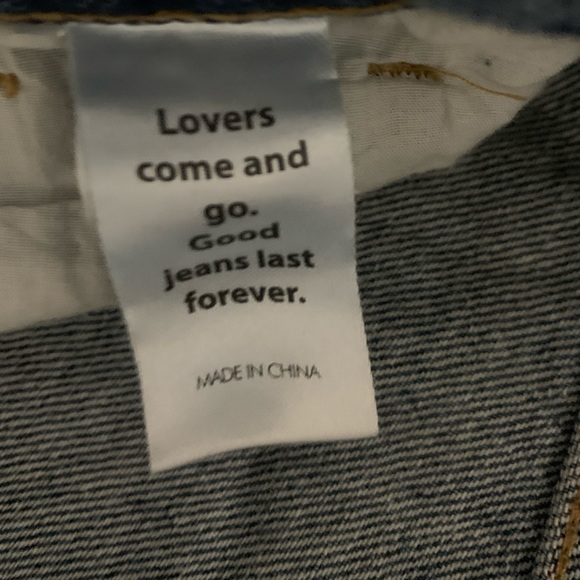 Lovers
come and
go.
Good
jeans last
forever.
MADE IN CHINA